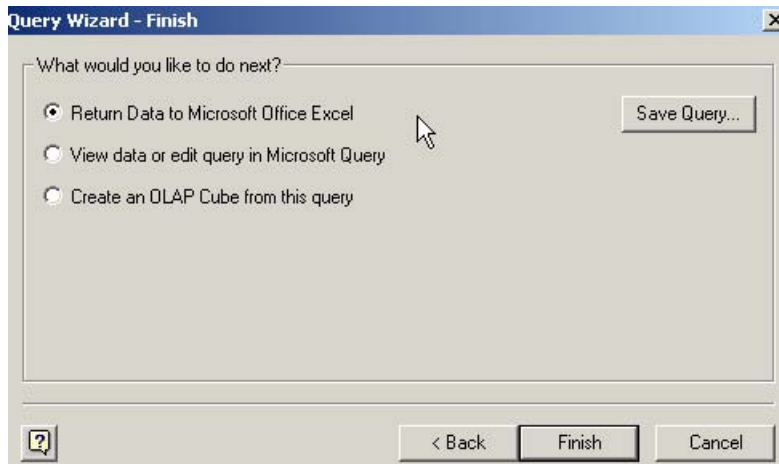 Query Wizard - Finish
What would you like to do next?
Return Data to Microsoft Office Excel
Save Query...
View data or edit query in Microsoft Query
Create an OLAP Cube from this query
< Back
Finish
Cancel